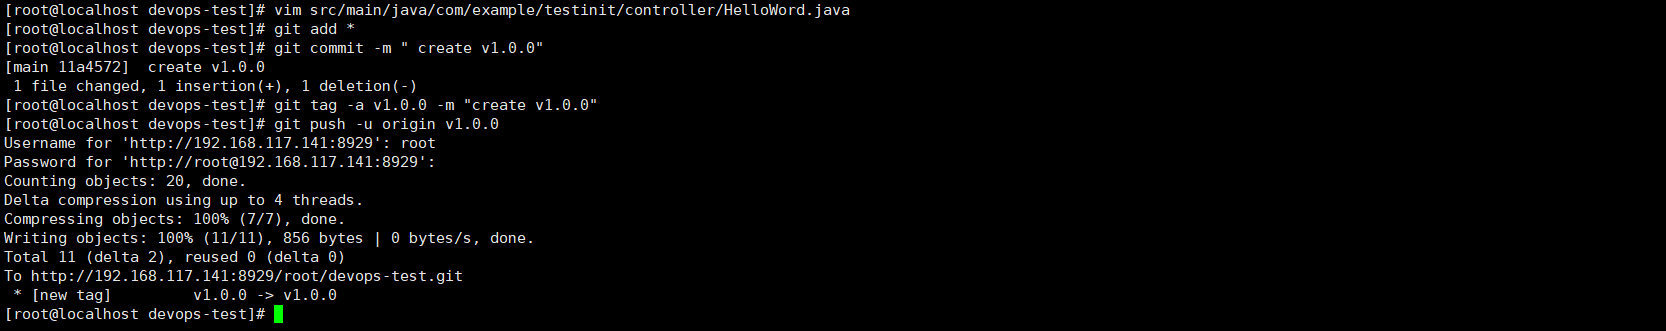 [root@localhost devops-test]# vim src/main/java/com/example/testinit/controller/HelloWord.java
[root@localhost devops-test]# git add *
[root@localhost devops-test]# git commit -m " create v1.0.0"
[main 11a4572]  create v1.0.0
 1 file changed, 1 insertion(+), 1 deletion(-)
[root@localhost devops-test]# git tag -a v1.0.0 -m "create v1.0.0"
[root@localhost devops-test]# git push -u origin v1.0.0
Username for 'http://192.168.117.141:8929': root
Password for 'http://root@192.168.117.141:8929':
Counting objects: 20, done.
Delta compression using up to 4 threads.
Compressing objects: 100% (7/7), done.
Writing objects: 100% (11/11), 856 bytes | 0 bytes/s, done.
Total 11 (delta 2), reused 0 (delta 0)
To http://192.168.117.141:8929/root/devops-test.git
 * [new tag]         v1.0.0 -> v1.0.0
[root@localhost devops-test]#